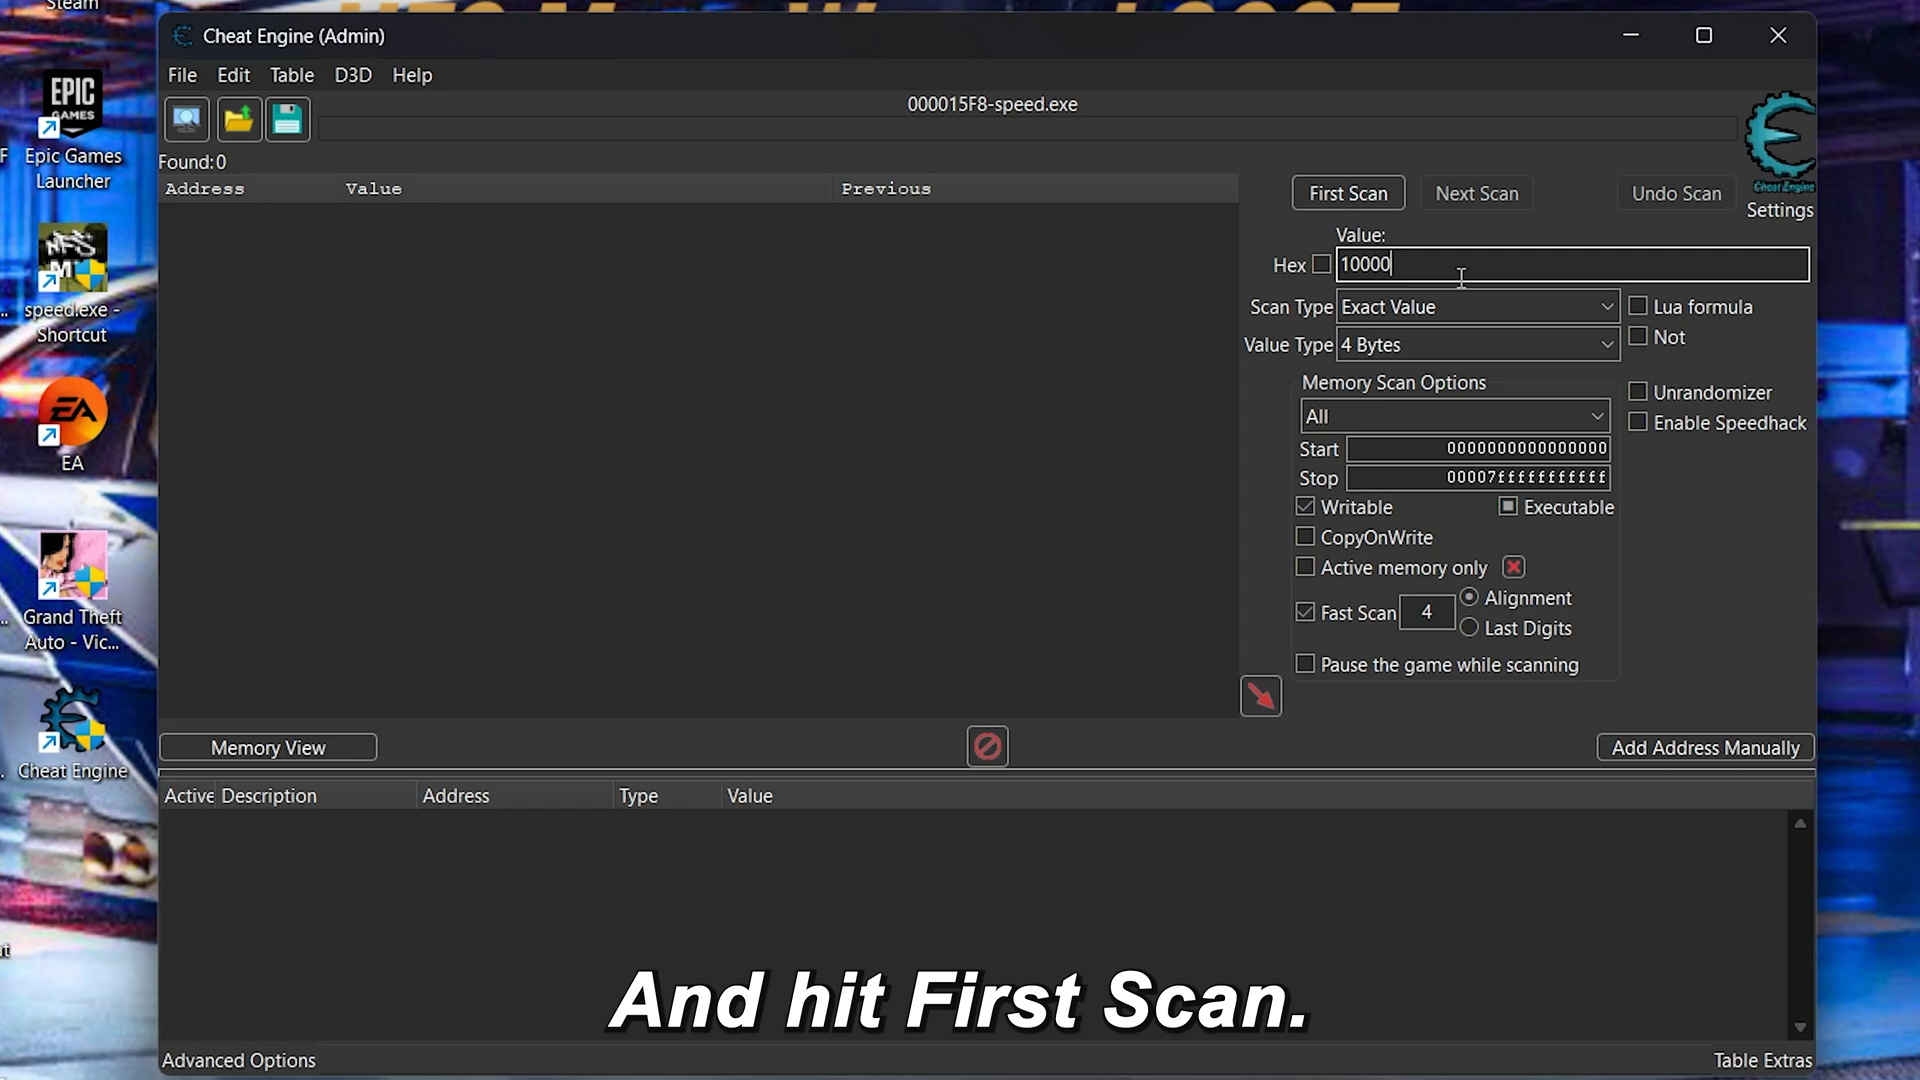 Steam
Cheat Engine (Admin)
File Edit Table D3D Help
000015F8-speed.exe
Found:0
Address Value Previous
First Scan Next Scan Undo Scan
Cheat Engine
Settings
Value:
Hex 10000
Scan Type Exact Value
Lua formula
Not
Value Type 4 Bytes
Memory Scan Options
All
Unrandomizer
Enable Speedhack
Start 0000000000000000
Stop 00007fffffffffff
Writable Executable
CopyOnWrite
Active memory only
Fast Scan 4
Alignment
Last Digits
Pause the game while scanning
Memory View
Add Address Manually
Active Description Address Type Value
And hit First Scan.
Advanced Options
Table Extras
EPIC
GAMES
Epic Games
Launcher
NFS
speed.exe -
Shortcut
EA
EA
Grand Theft
Auto - Vic...
Cheat Engine